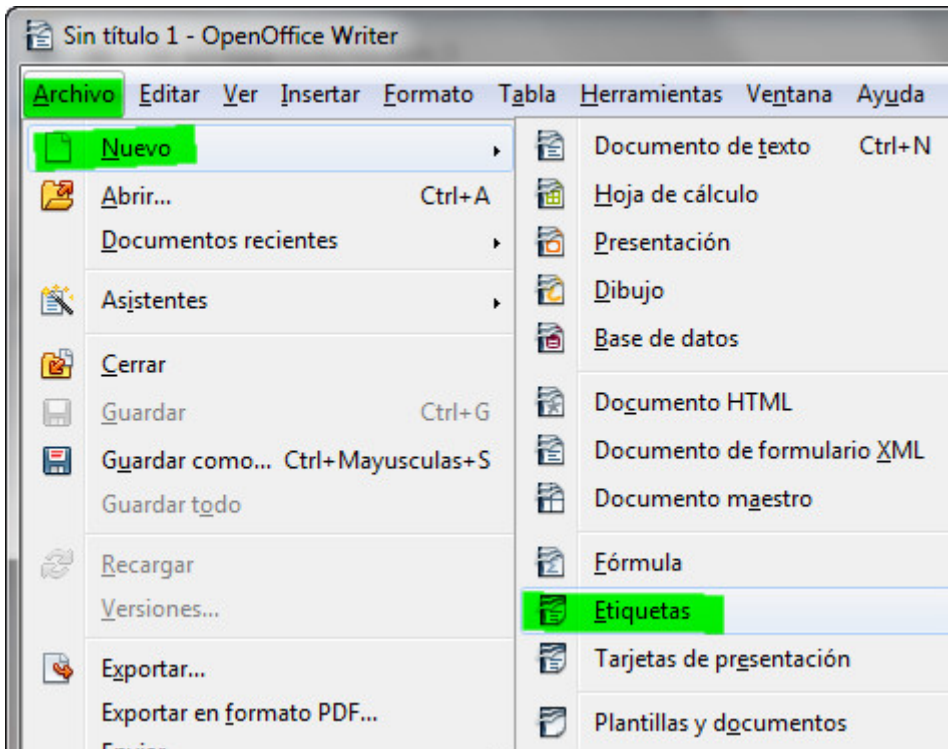 Sin título 1 - OpenOffice Writer
Archivo Editar Ver Insertar Formato Tabla Herramientas Ventana Ayuda
Nuevo
Abrir... Ctrl+A
Documentos recientes
Asistentes
Cerrar
Guardar Ctrl+G
Guardar como... Ctrl+Mayusculas+S
Guardar todo
Recargar
Versiones...
Exportar...
Exportar en formato PDF...
Documento de texto Ctrl+N
Hoja de cálculo
Presentación
Dibujo
Base de datos
Documento HTML
Documento de formulario XML
Documento maestro
Fórmula
Etiquetas
Tarjetas de presentación
Plantillas y documentos